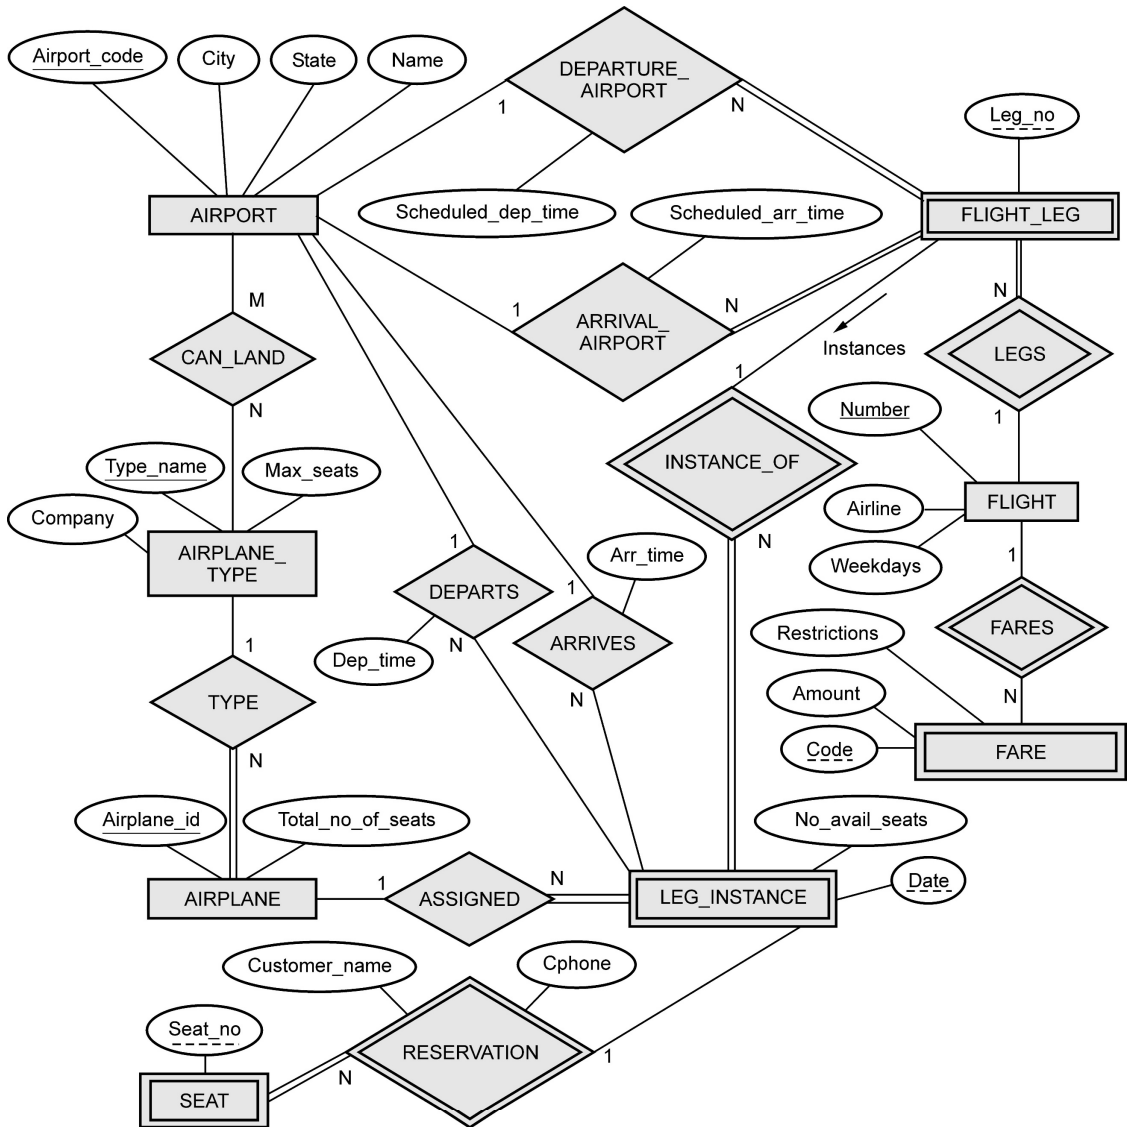 Airport_code
City
State
Name
DEPARTURE_
AIRPORT
1
N
Leg_no
AIRPORT
Scheduled_dep_time
Scheduled_arr_time
FLIGHT_LEG
M
1
N
ARRIVAL_
AIRPORT
Instances
N
CAN_LAND
LEGS
N
1
Number
1
Type_name
Max_seats
INSTANCE_OF
Company
Airline
FLIGHT
AIRPLANE_
TYPE
1
Arr_time
N
1
Weekdays
DEPARTS
1
ARRIVES
FARES
Restrictions
1
Dep_time
N
TYPE
N
Amount
N
N
Code
FARE
Airplane_id
Total_no_of_seats
No_avail_seats
AIRPLANE
1
ASSIGNED
N
LEG_INSTANCE
Date
Customer_name
Cphone
Seat_no
RESERVATION
1
N
SEAT